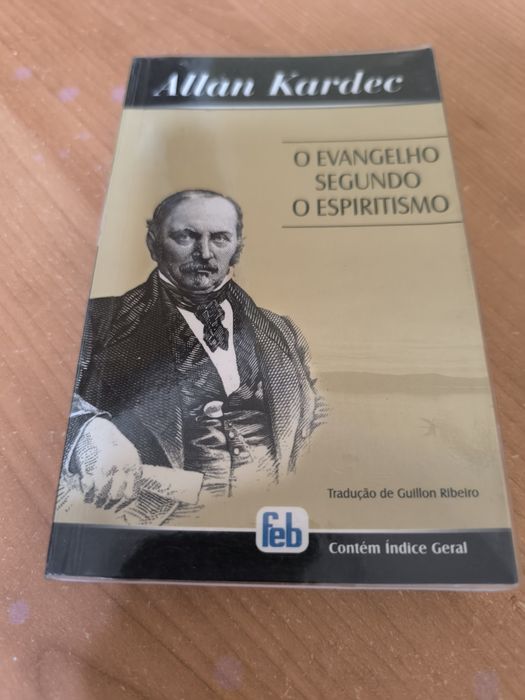 Allan Kardec
O EVANGELHO
SEGUNDO
O ESPIRITISMO
Tradução de Guillon Ribeiro
feb
Contém Índice Geral